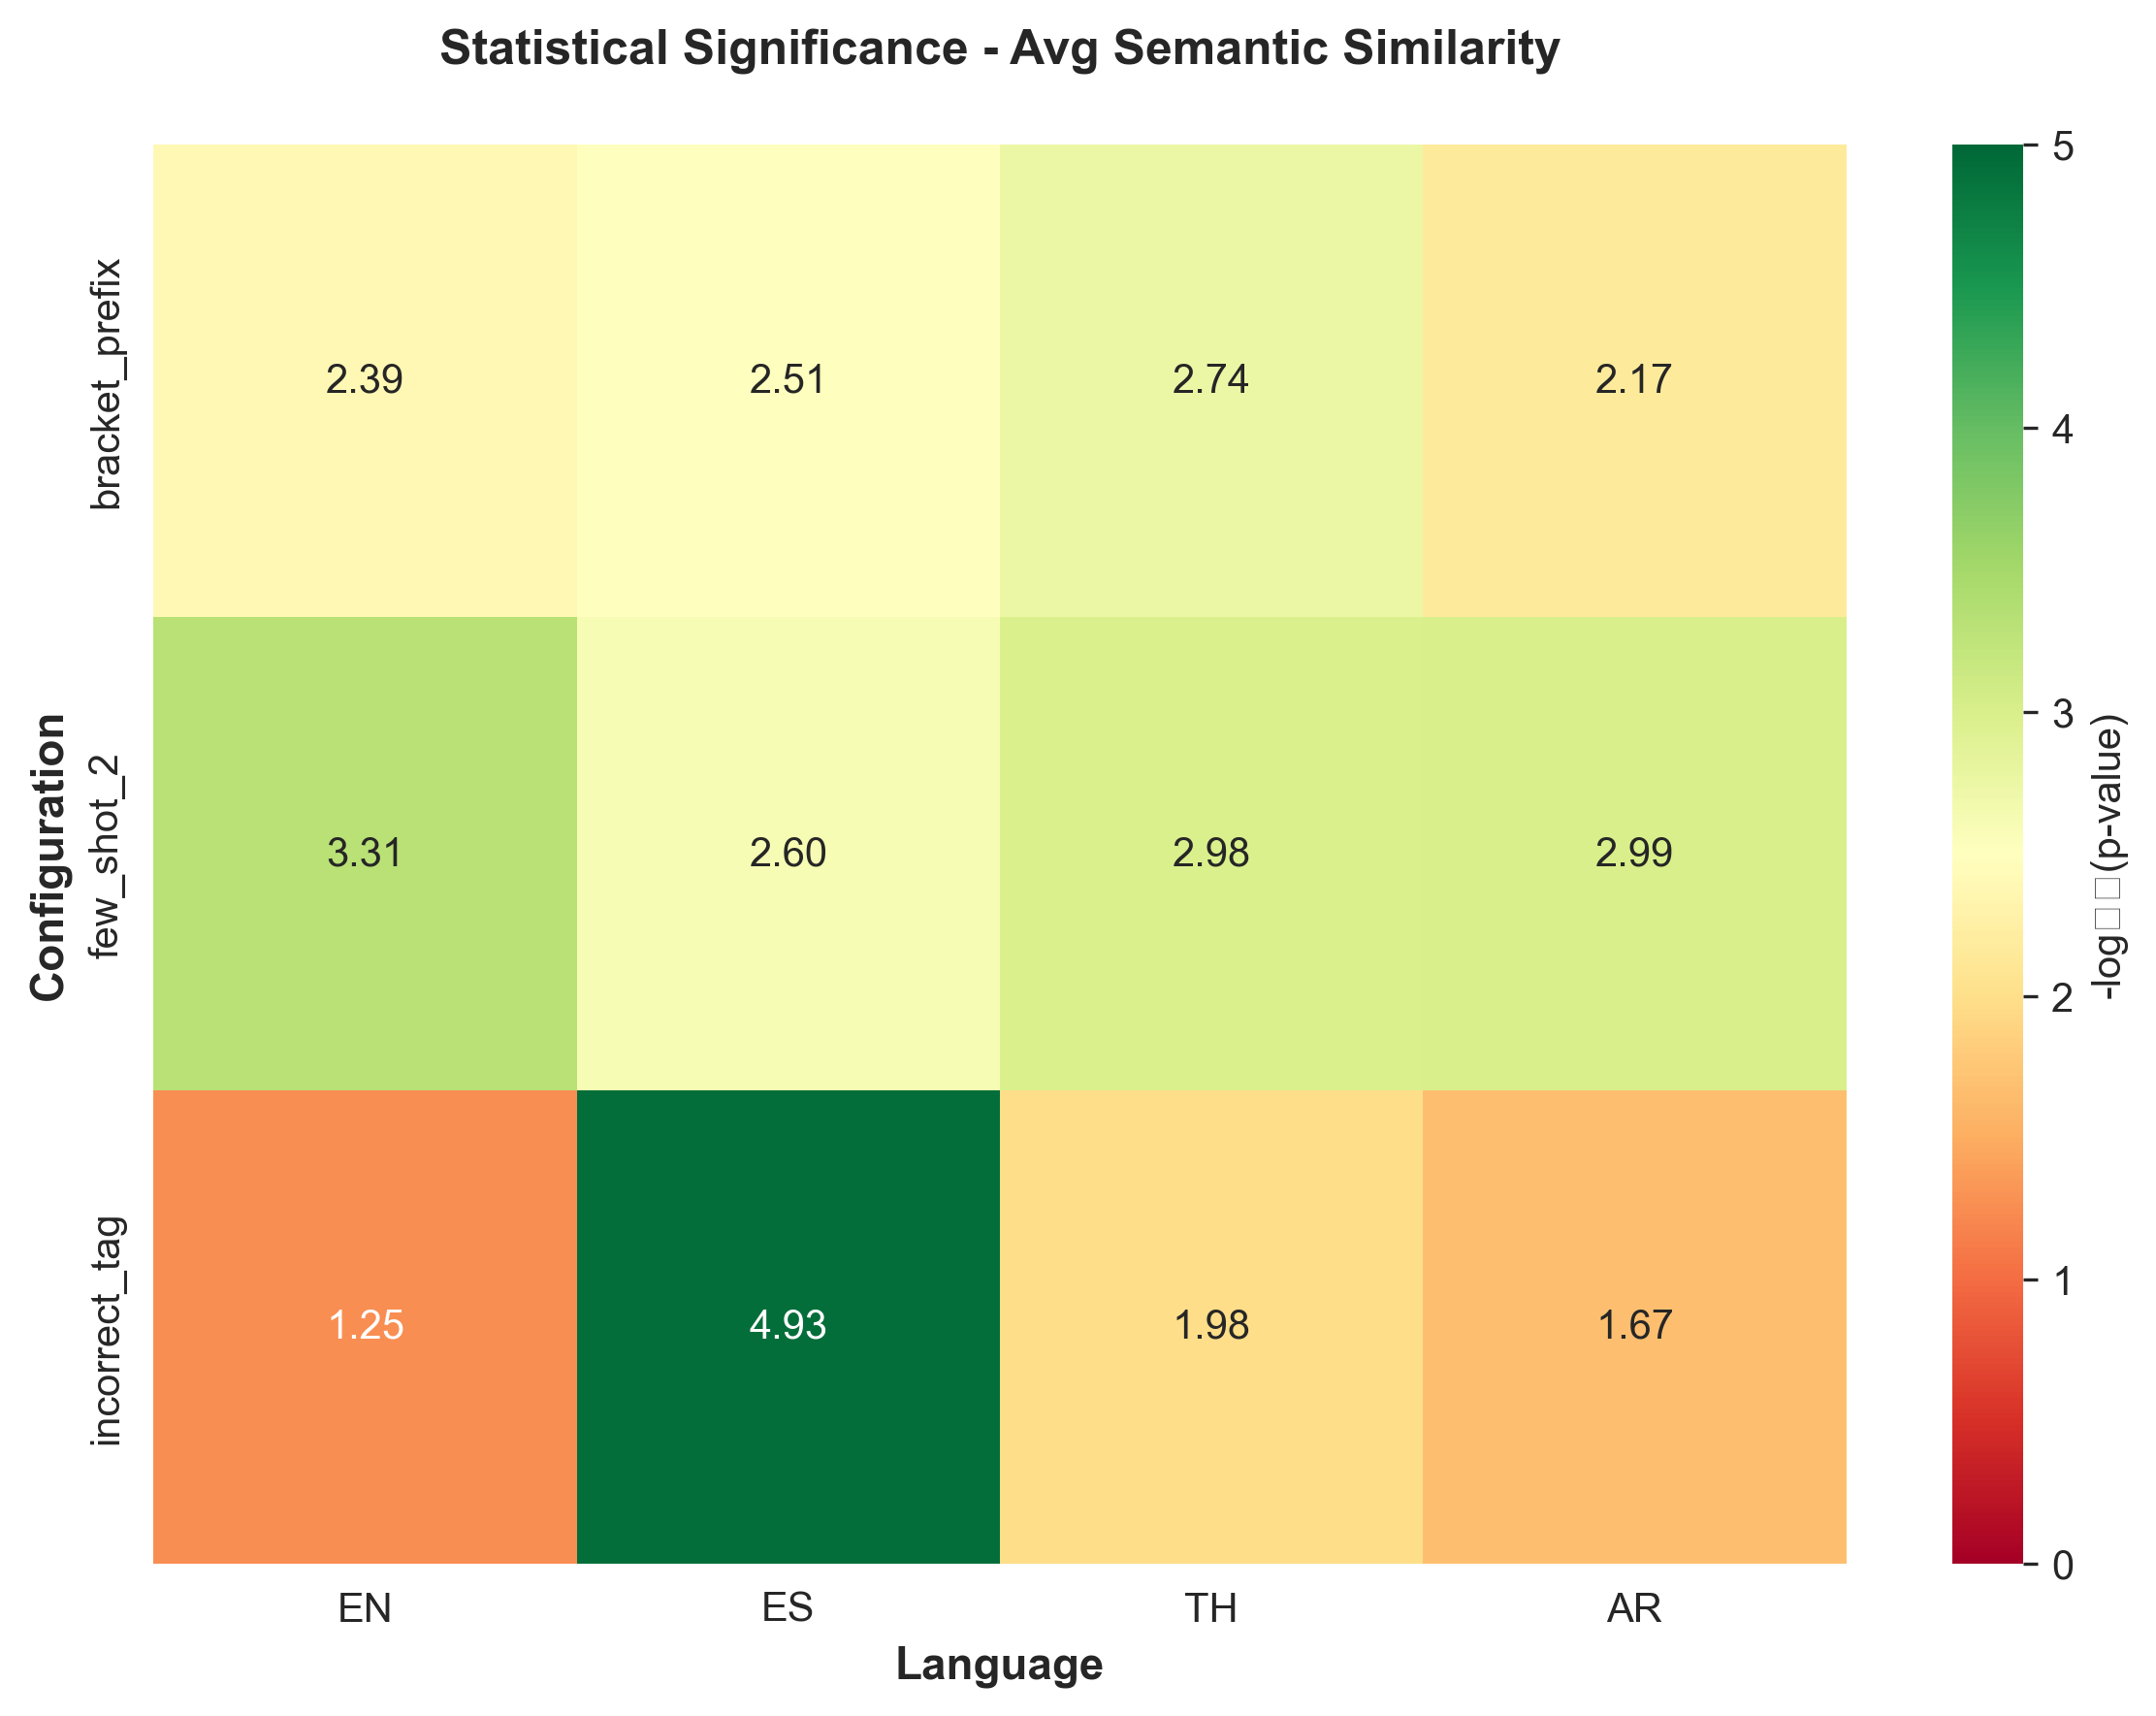 Statistical Significance - Avg Semantic Similarity
Configuration
bracket_prefix
2.39 2.51 2.74 2.17
few_shot_2
3.31 2.60 2.98 2.99
incorrect_tag
1.25 4.93 1.98 1.67
EN ES TH AR
Language
5
4
3
2
1
0
-log□□(p-value)